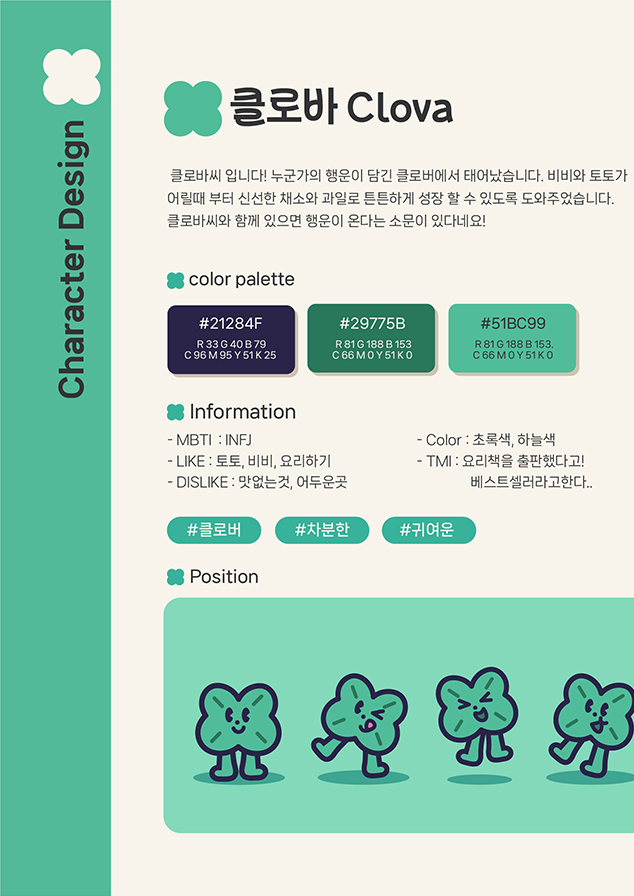 Character Design
클로바 Clova
클로바씨 입니다! 누군가의 행운이 담긴 클로버에서 태어났습니다. 비비와 토토가
어릴때 부터 신선한 채소와 과일로 튼튼하게 성장 할 수 있도록 도와주었습니다.
클로바씨와 함께 있으면 행운이 온다는 소문이 있다네요!
color palette
#21284F
R 33 G 40 B 79
C 96 M 95 Y 51 K 25
#29775B
R 81 G 188 B 153
C 66 M 0 Y 51 K 0
#51BC99
R 81 G 188 B 153.
C 66 M 0 Y 51 K 0
Information
- MBTI : INFJ
- LIKE : 토토, 비비, 요리하기
- DISLIKE : 맛없는것, 어두운곳
- Color : 초록색, 하늘색
- TMI : 요리책을 출판했다고!
베스트셀러라고한다..
#클로버
#차분한
#귀여운
Position